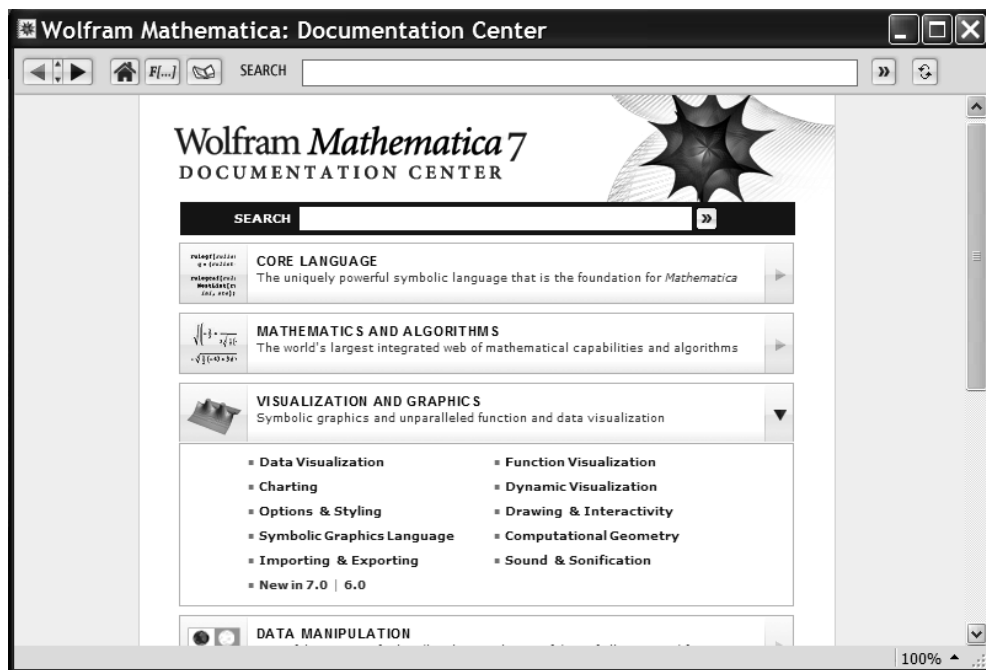 Wolfram Mathematica: Documentation Center
F[...] SEARCH »
Wolfram Mathematica 7
DOCUMENTATION CENTER
SEARCH »
CORE LANGUAGE
The uniquely powerful symbolic language that is the foundation for Mathematica
MATHEMATICS AND ALGORITHMS
The world's largest integrated web of mathematical capabilities and algorithms
VISUALIZATION AND GRAPHICS
Symbolic graphics and unparalleled function and data visualization
Data Visualization
Function Visualization
Charting
Dynamic Visualization
Options & Styling
Drawing & Interactivity
Symbolic Graphics Language
Computational Geometry
Importing & Exporting
Sound & Sonification
New in 7.0 | 6.0
DATA MANIPULATION
100%